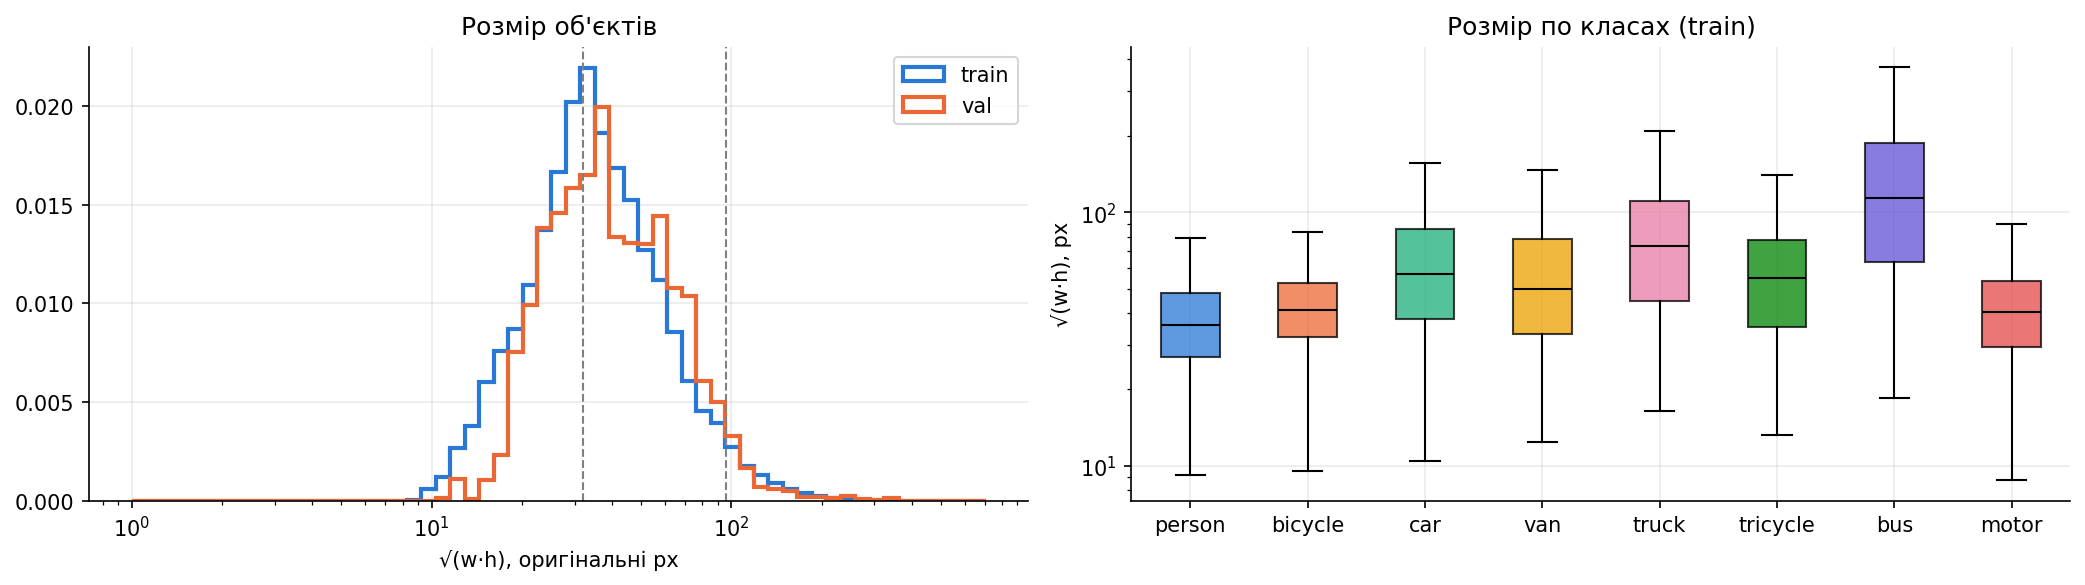 Розмір об'єктів
train
val
0.020
0.015
0.010
0.005
0.000
10⁰
10¹
10²
√(w·h), оригінальні px
Розмір по класах (train)
√(w·h), px
10²
10¹
person
bicycle
car
van
truck
tricycle
bus
motor